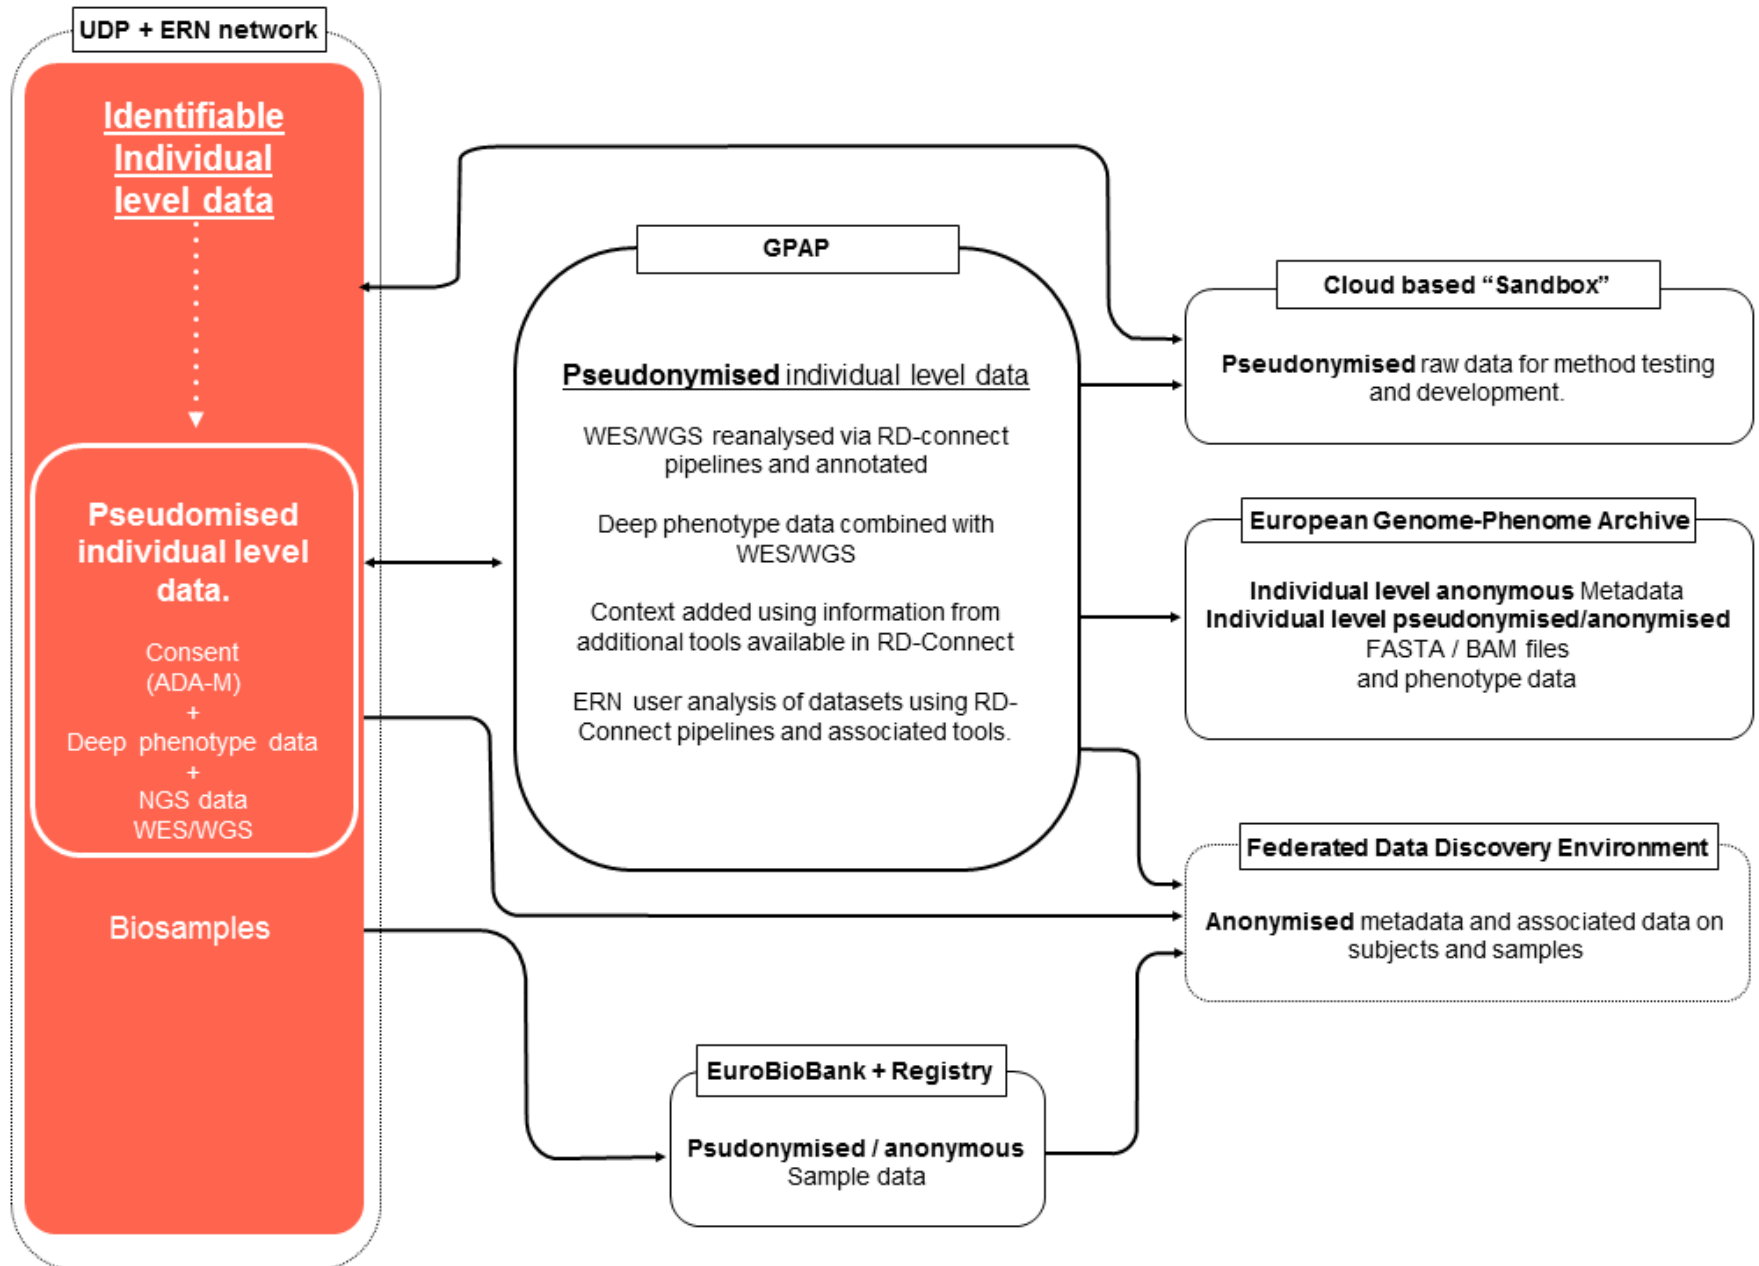 UDP + ERN network
Identifiable
Individual
level data
Pseudomised
individual level
data.
Consent
(ADA-M)
+
Deep phenotype data
+
NGS data
WES/WGS
Biosamples
GPAP
Pseudonymised individual level data
WES/WGS reanalysed via RD-connect
pipelines and annotated
Deep phenotype data combined with
WES/WGS
Context added using information from
additional tools available in RD-Connect
ERN user analysis of datasets using RD-
Connect pipelines and associated tools.
Cloud based “Sandbox”
Pseudonymised raw data for method testing
and development.
European Genome-Phenome Archive
Individual level anonymous Metadata
Individual level pseudonymised/anonymised
FASTA / BAM files
and phenotype data
Federated Data Discovery Environment
Anonymised metadata and associated data on
subjects and samples
EuroBioBank + Registry
Psudonymised / anonymous
Sample data